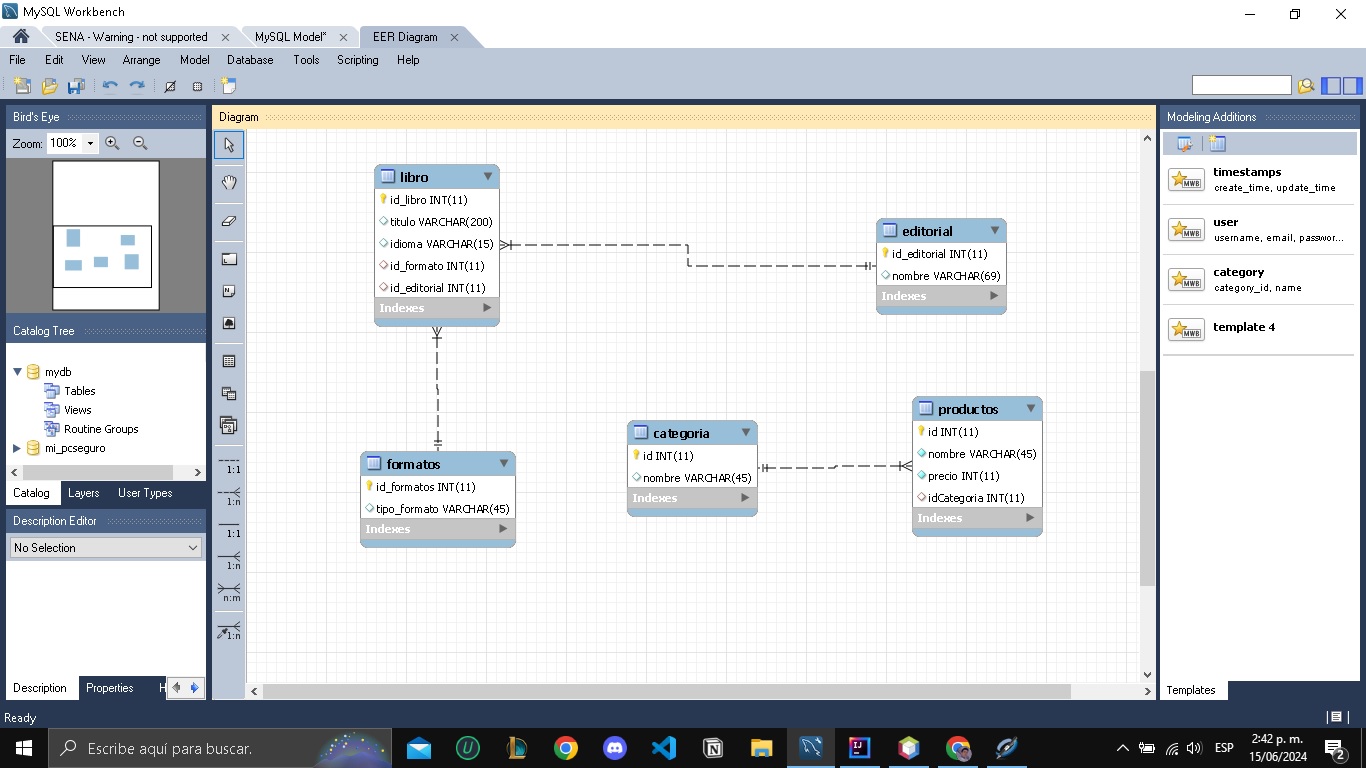 MySQL Workbench
SENA - Warning - not supported
MySQL Model*
EER Diagram
File Edit View Arrange Model Database Tools Scripting Help
Bird's Eye
Zoom: 100%
Catalog Tree
mydb
Tables
Views
Routine Groups
mi_pcseguro
Catalog Layers User Types
Description Editor
No Selection
Description Properties H
Ready
Diagram
1:1
1:n
1:1
1:n
n:m
1:n
libro
id_libro INT(11)
titulo VARCHAR(200)
idioma VARCHAR(15)
id_formato INT(11)
id_editorial INT(11)
Indexes
editorial
id_editorial INT(11)
nombre VARCHAR(69)
Indexes
formatos
id_formatos INT(11)
tipo_formato VARCHAR(45)
Indexes
categoria
id INT(11)
nombre VARCHAR(45)
Indexes
productos
id INT(11)
nombre VARCHAR(45)
precio INT(11)
idCategoria INT(11)
Indexes
Modeling Additions
timestamps
create_time, update_time
user
username, email, passwor...
category
category_id, name
template 4
Templates
Escribe aquí para buscar.
ESP
2:42 p. m.
15/06/2024
2